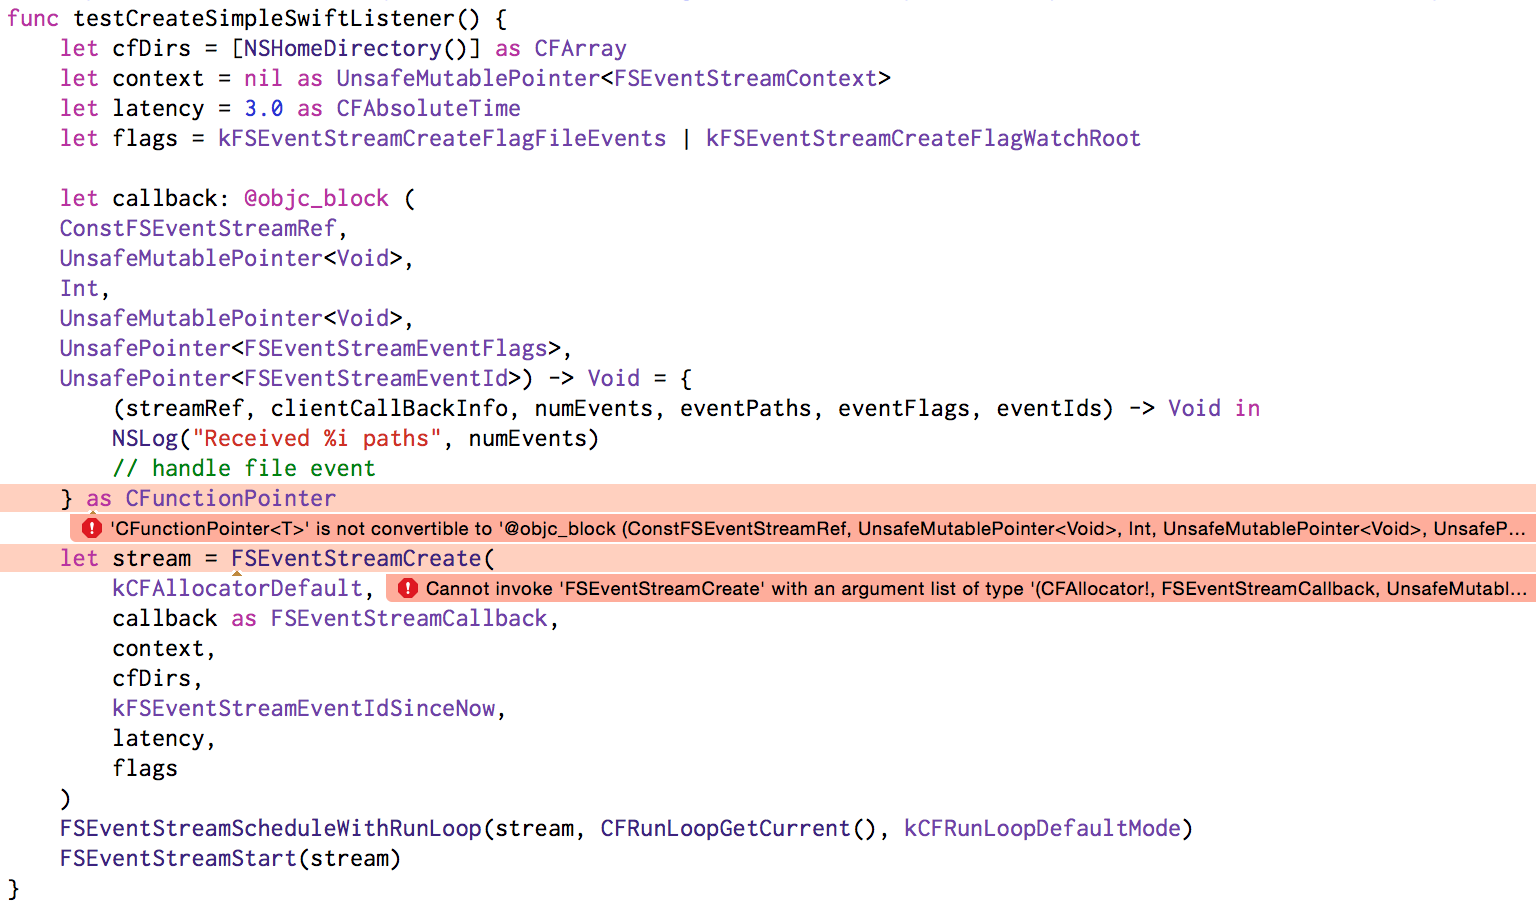 func testCreateSimpleSwiftListener() {
    let cfDirs = [NSHomeDirectory()] as CFArray
    let context = nil as UnsafeMutablePointer<FSEventStreamContext>
    let latency = 3.0 as CFAbsoluteTime
    let flags = kFSEventStreamCreateFlagFileEvents | kFSEventStreamCreateFlagWatchRoot
    let callback: @objc_block (
    ConstFSEventStreamRef,
    UnsafeMutablePointer<Void>,
    Int,
    UnsafeMutablePointer<Void>,
    UnsafePointer<FSEventStreamEventFlags>,
    UnsafePointer<FSEventStreamEventId>) -> Void = {
        (streamRef, clientCallBackInfo, numEvents, eventPaths, eventFlags, eventIds) -> Void in
        NSLog("Received %i paths", numEvents)
        // handle file event
    } as CFunctionPointer
'CFunctionPointer<T>' is not convertible to '@objc_block (ConstFSEventStreamRef, UnsafeMutablePointer<Void>, Int, UnsafeMutablePointer<Void>, UnsafeP...
    let stream = FSEventStreamCreate(
        kCFAllocatorDefault, Cannot invoke 'FSEventStreamCreate' with an argument list of type '(CFAllocator!, FSEventStreamCallback, UnsafeMutabl...
        callback as FSEventStreamCallback,
        context,
        cfDirs,
        kFSEventStreamEventIdSinceNow,
        latency,
        flags
    )
    FSEventStreamScheduleWithRunLoop(stream, CFRunLoopGetCurrent(), kCFRunLoopDefaultMode)
    FSEventStreamStart(stream)
}